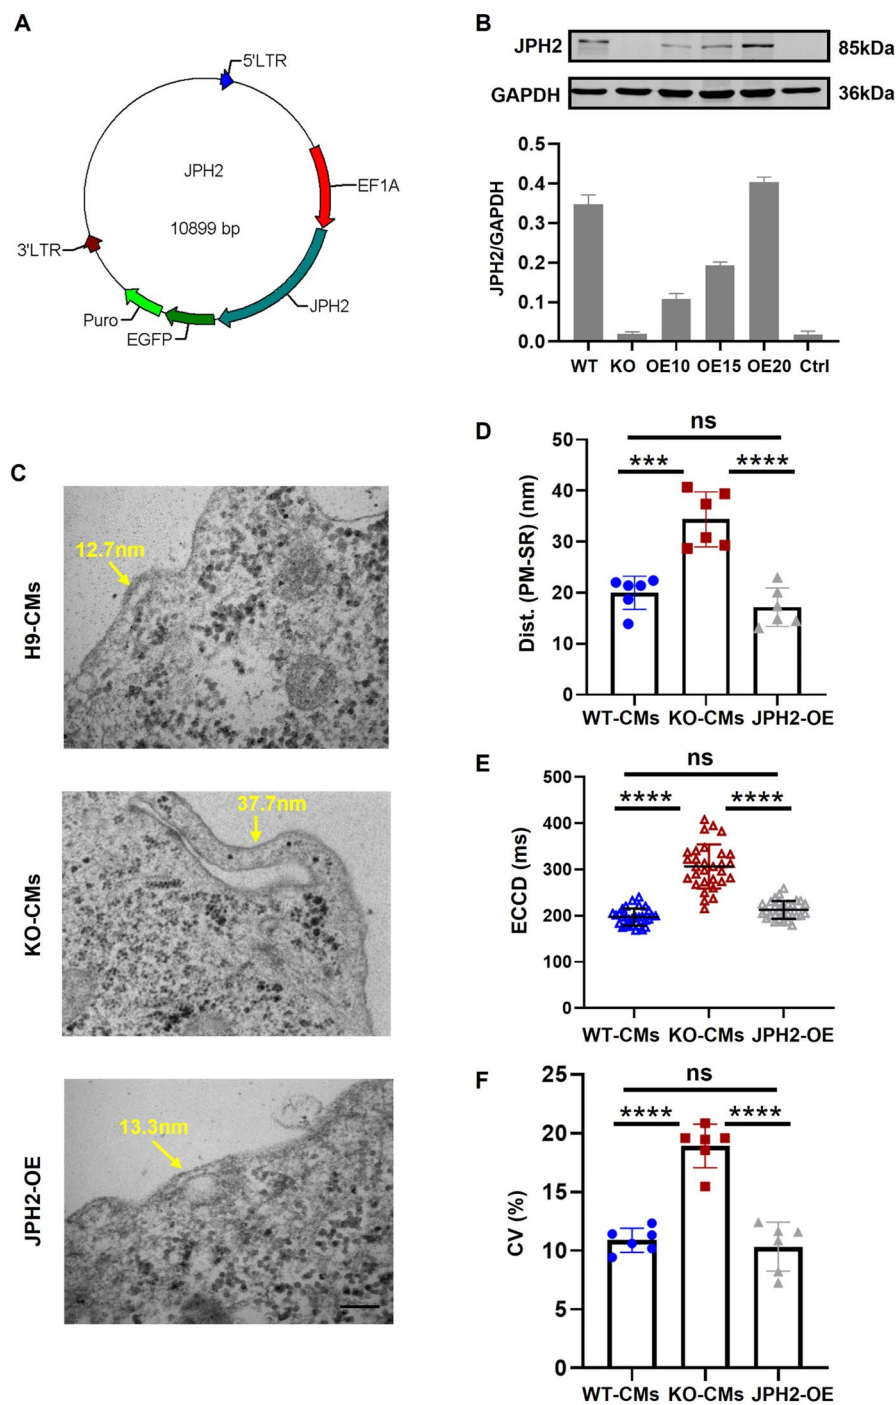 A
5'LTR
JPH2
EF1A
10899 bp
3'LTR
JPH2
Puro
EGFP
B
JPH2
85kDa
GAPDH
36kDa
JPH2/GAPDH
0.5
0.4
0.3
0.2
0.1
0.0
WT KO OE10 OE15 OE20 Ctrl
C
12.7nm
H9-CMs
37.7nm
KO-CMs
13.3nm
JPH2-OE
D
ns
*** ****
Dist. (PM-SR) (nm)
50
40
30
20
10
0
WT-CMs KO-CMs JPH2-OE
E
ns
**** ****
ECCD (ms)
500
400
300
200
100
0
WT-CMs KO-CMs JPH2-OE
F
ns
**** ****
CV (%)
25
20
15
10
5
0
WT-CMs KO-CMs JPH2-OE